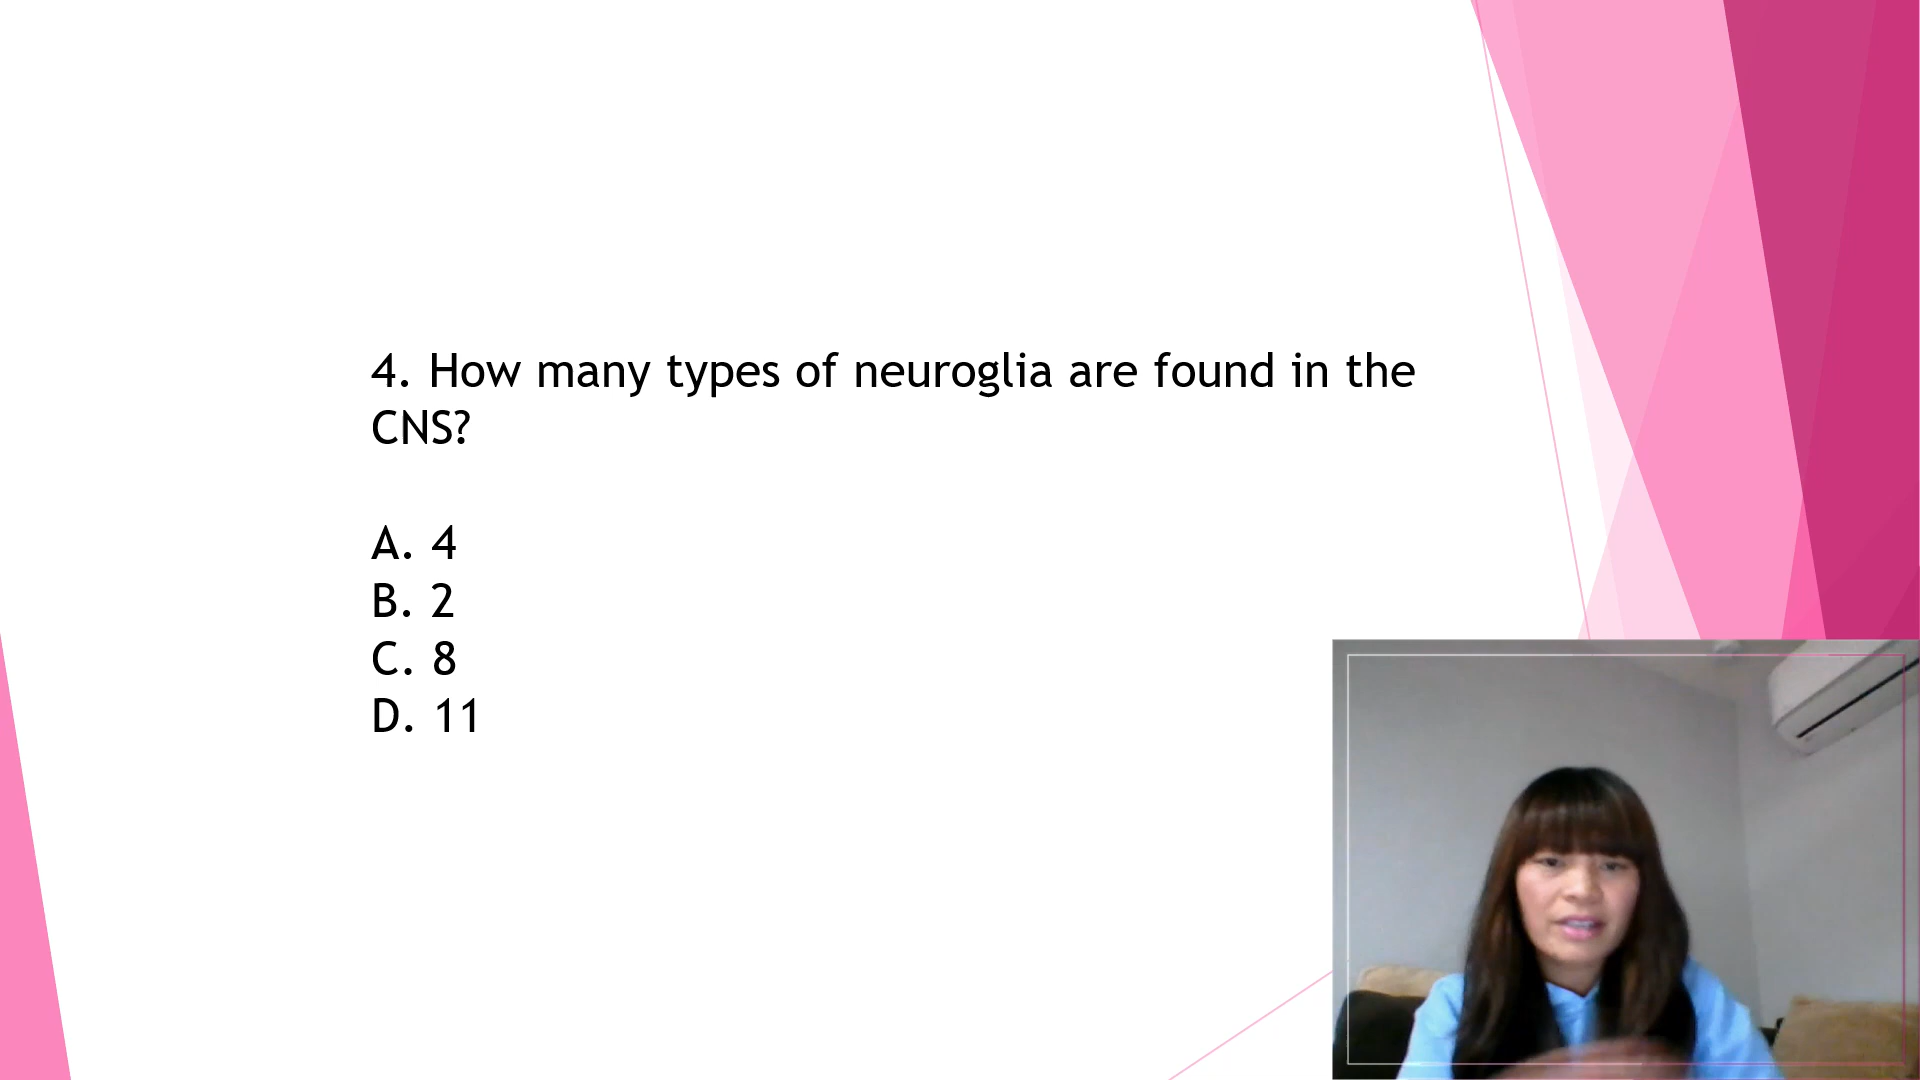 4. How many types of neuroglia are found in the
CNS?
A. 4
B. 2
C. 8
D. 11